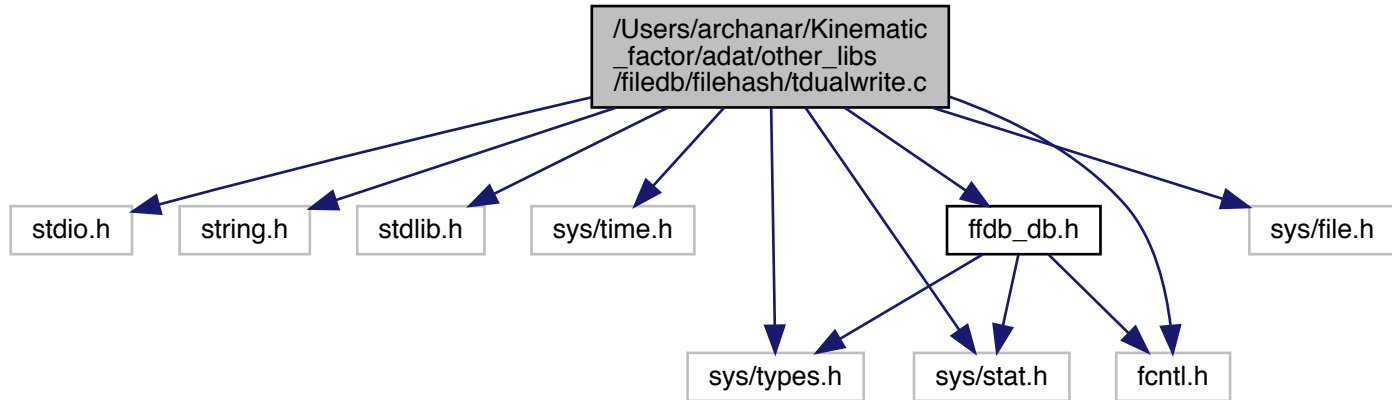 /Users/archanar/Kinematic
_factor/adat/other_libs
/filedb/filehash/tdualwrite.c
stdio.h
string.h
stdlib.h
sys/time.h
ffdb_db.h
sys/file.h
sys/types.h
sys/stat.h
fcntl.h